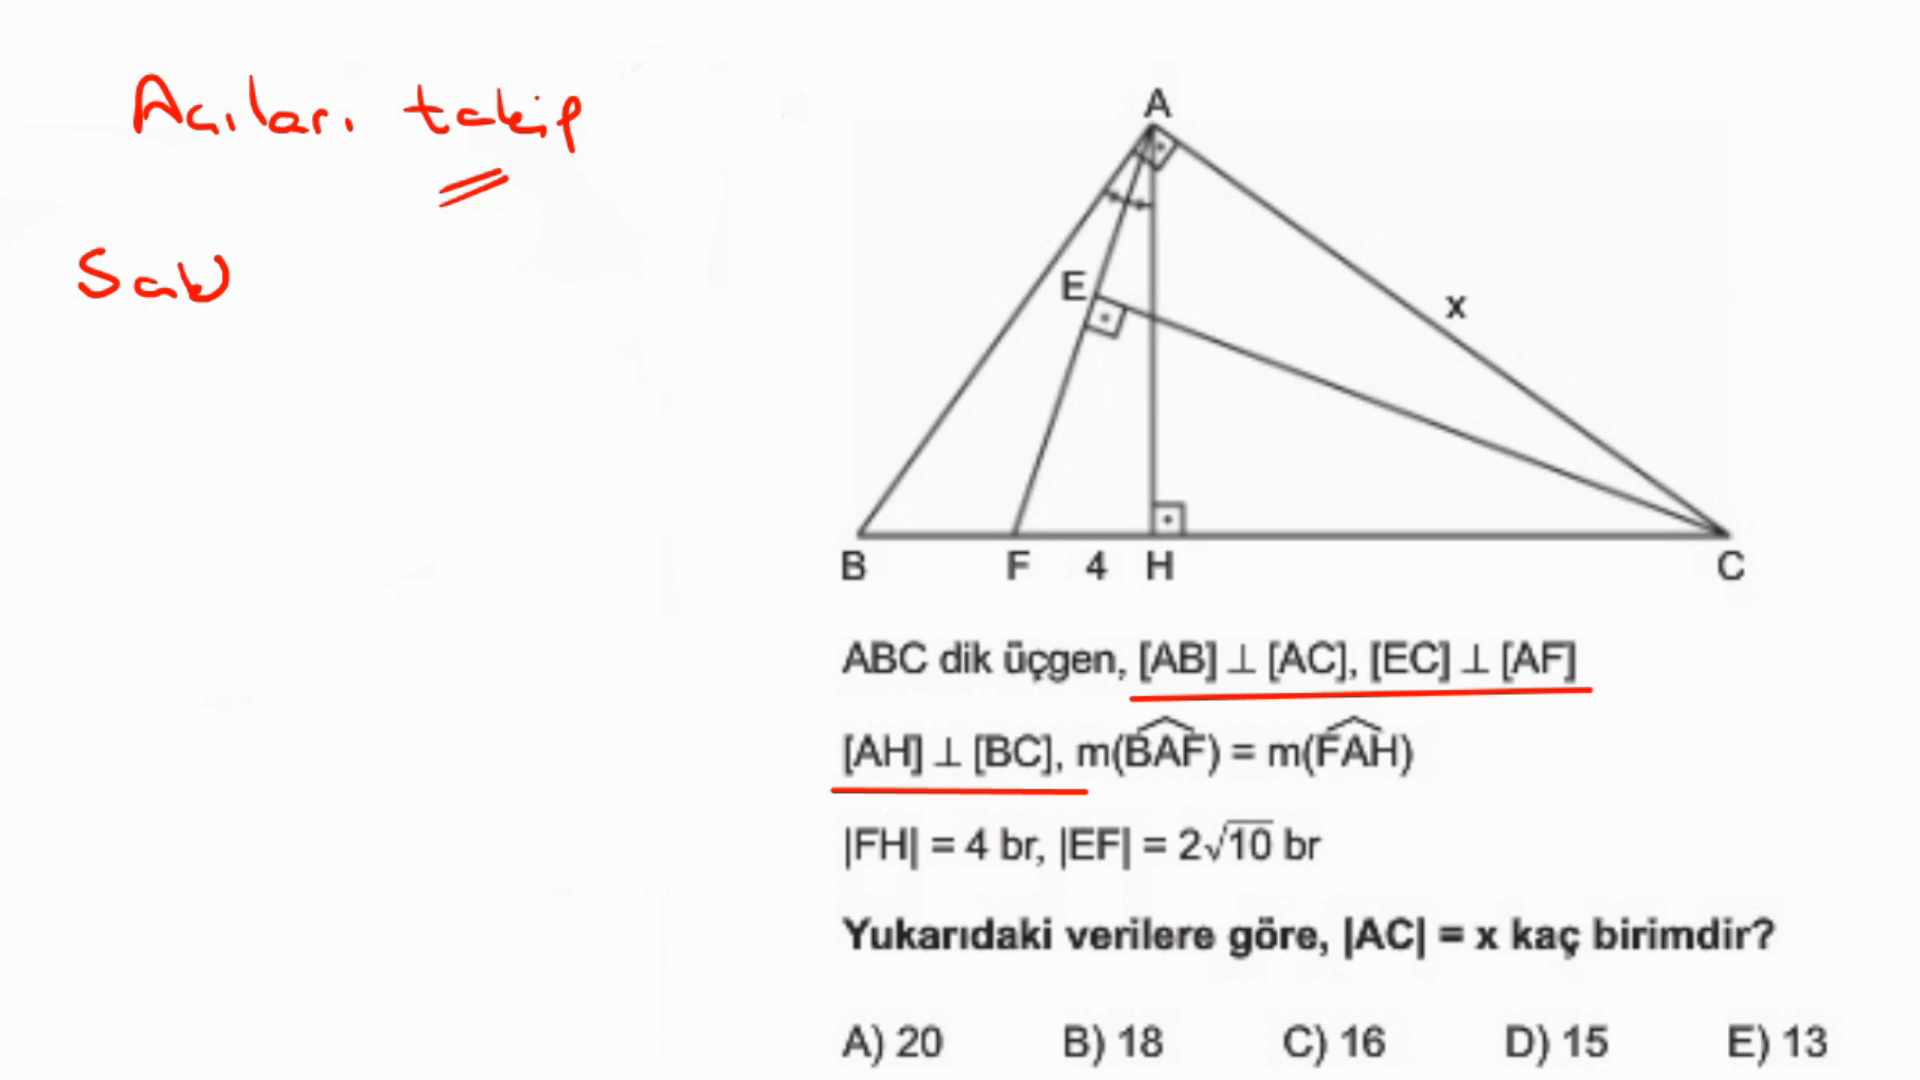 Açıları takip
Sab
A
E
x
B F 4 H C
ABC dik üçgen, [AB] ⊥ [AC], [EC] ⊥ [AF]
[AH] ⊥ [BC], m(BAF) = m(FAH)
|FH| = 4 br, |EF| = 2√10 br
Yukarıdaki verilere göre, |AC| = x kaç birimdir?
A) 20 B) 18 C) 16 D) 15 E) 13